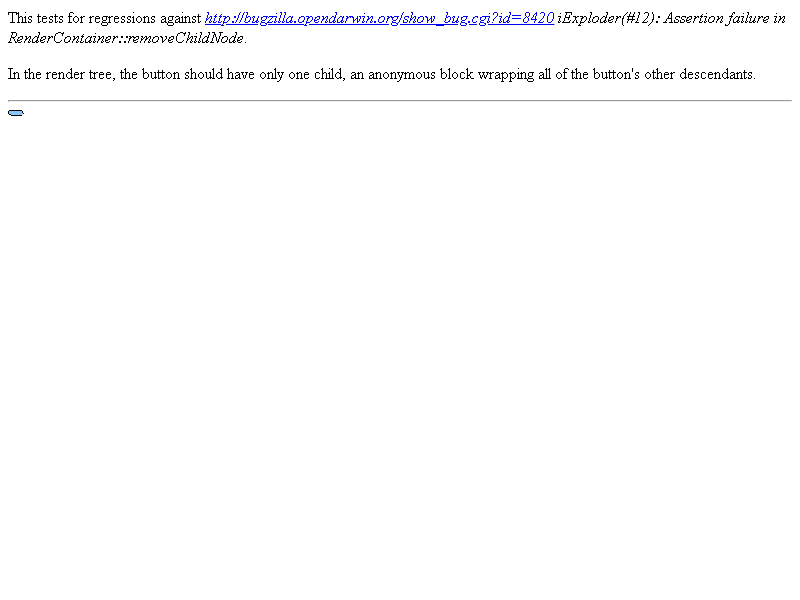 This tests for regressions against http://bugzilla.opendarwin.org/show_bug.cgi?id=8420 iExploder(#12): Assertion failure in
RenderContainer::removeChildNode.
In the render tree, the button should have only one child, an anonymous block wrapping all of the button's other descendants.